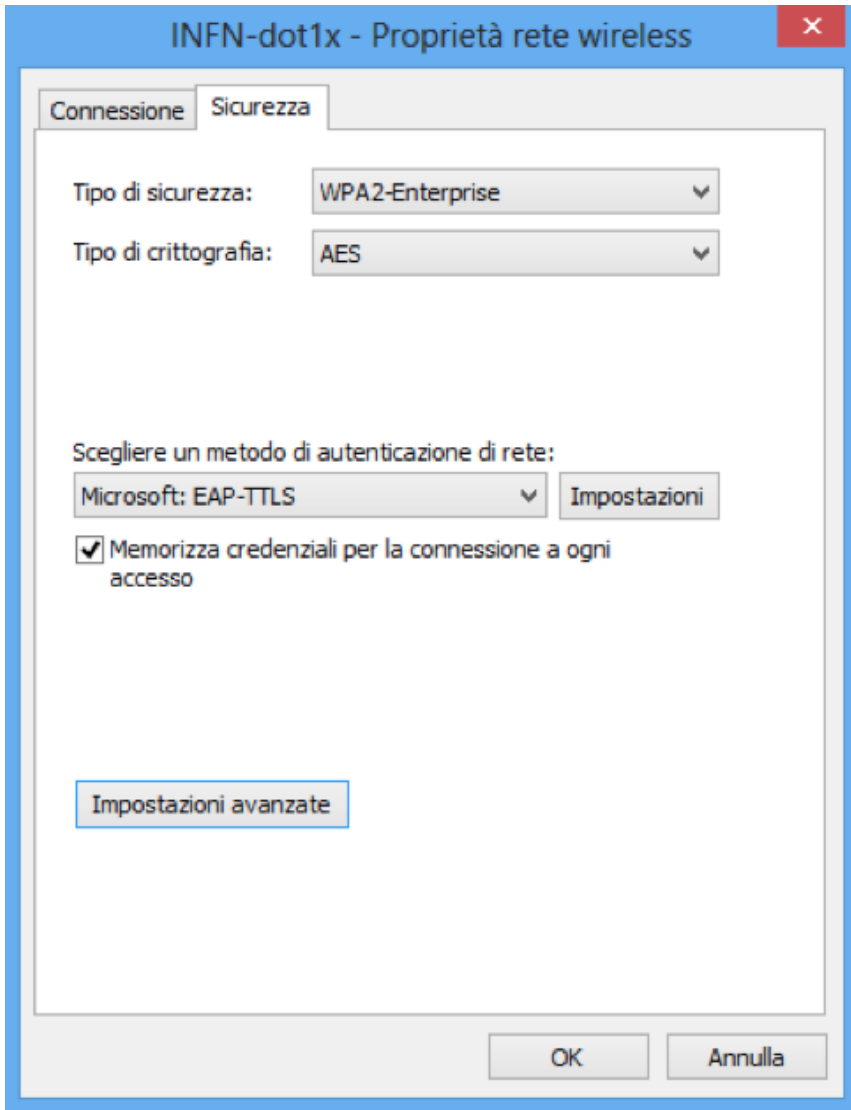 INFN-dot1x - Proprietà rete wireless
Connessione
Sicurezza
Tipo di sicurezza:
WPA2-Enterprise
Tipo di crittografia:
AES
Scegliere un metodo di autenticazione di rete:
Microsoft: EAP-TTLS
Impostazioni
Memorizza credenziali per la connessione a ogni
accesso
Impostazioni avanzate
OK
Annulla